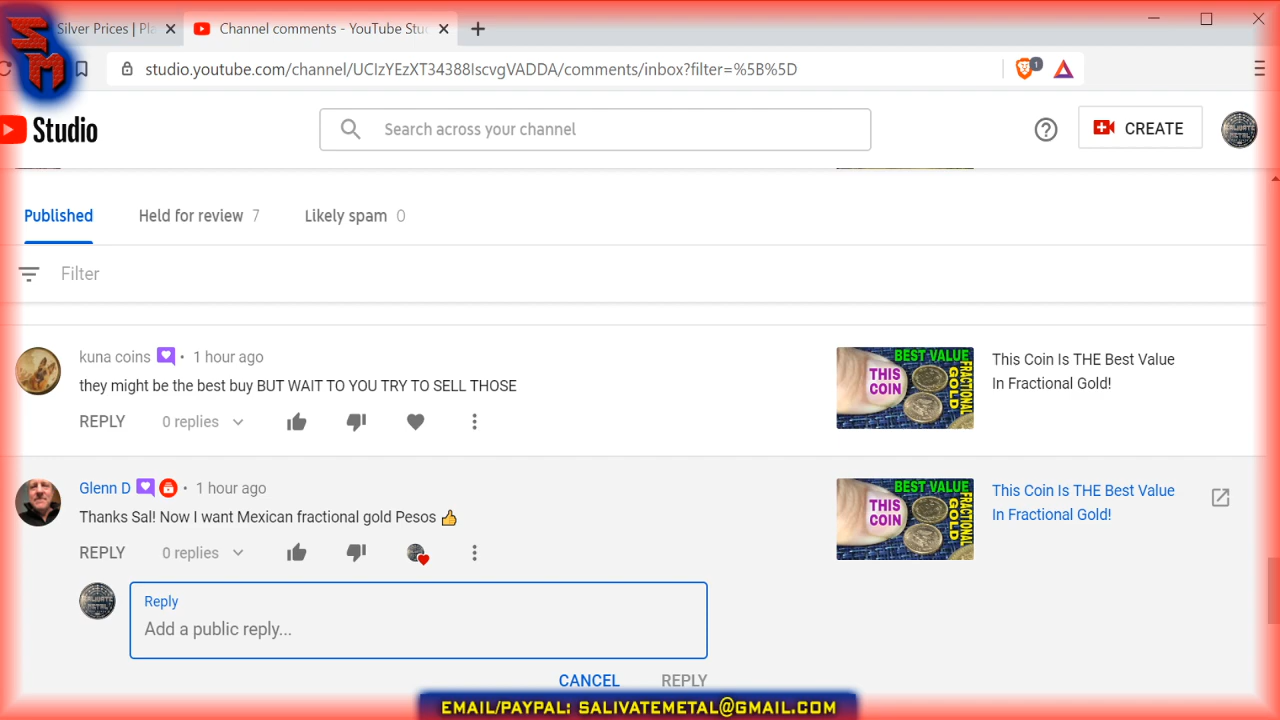 SM
Silver Prices | Pla
Channel comments - YouTube Stu
studio.youtube.com/channel/UCIzYEzXT34388IscvgVADDA/comments/inbox?filter=%5B%5D
1
Studio
Search across your channel
CREATE
Published
Held for review 7
Likely spam 0
Filter
kuna coins • 1 hour ago
they might be the best buy BUT WAIT TO YOU TRY TO SELL THOSE
REPLY 0 replies
BEST VALUE
THIS
COIN
FRACTIONAL
GOLD
This Coin Is THE Best Value
In Fractional Gold!
Glenn D • 1 hour ago
Thanks Sal! Now I want Mexican fractional gold Pesos 👍
REPLY 0 replies
BEST VALUE
THIS
COIN
FRACTIONAL
GOLD
This Coin Is THE Best Value
In Fractional Gold!
Reply
Add a public reply...
CANCEL REPLY
EMAIL/PAYPAL: SALIVATEMETAL@GMAIL.COM